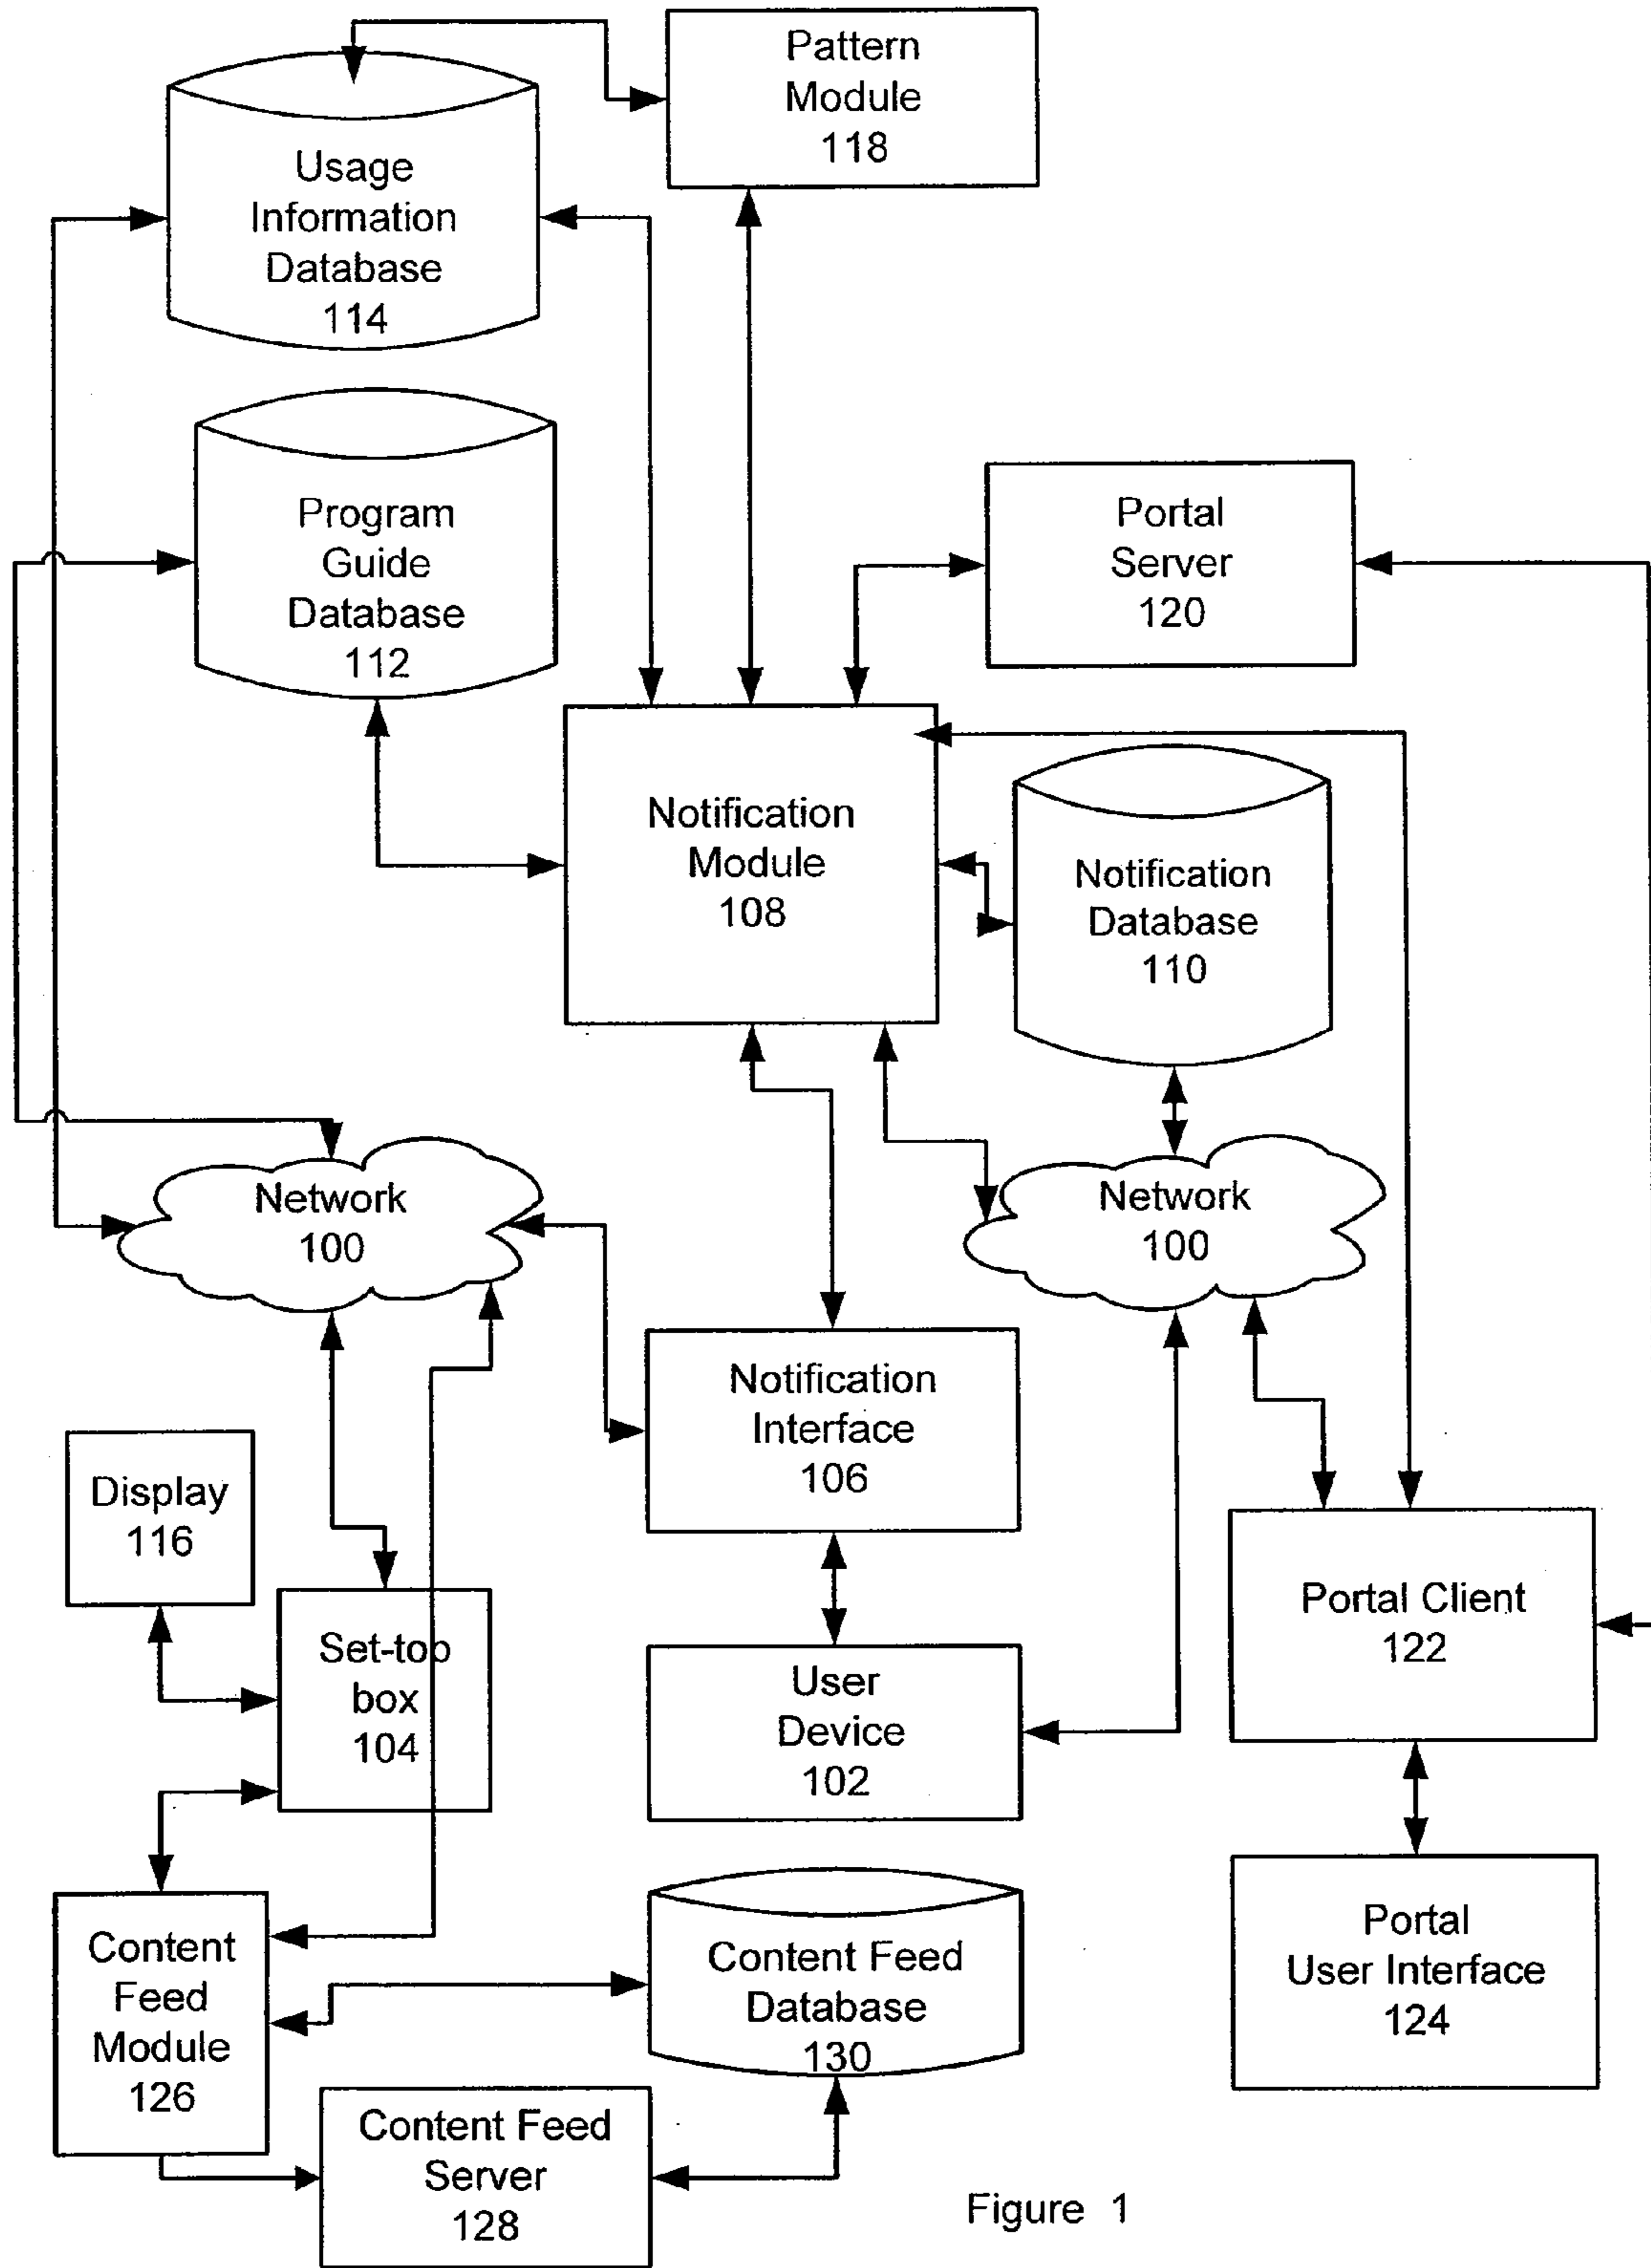 Pattern
Module
118
Usage
Information
Database
114
Program
Guide
Database
112
Portal
Server
120
Notification
Module
108
Notification
Database
110
Network
100
Network
100
Notification
Interface
106
Display
116
Set-top
box
104
User
Device
102
Portal Client
122
Content
Feed
Module
126
Content Feed
Database
130
Portal
User Interface
124
Content Feed
Server
128
Figure 1